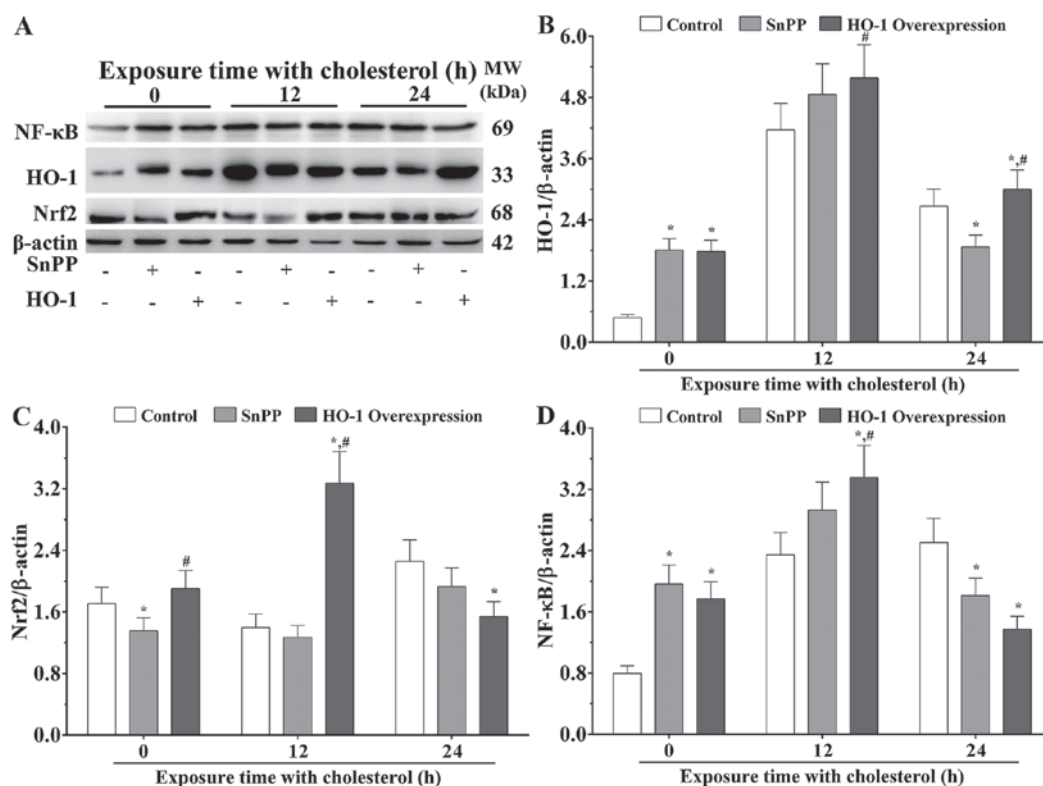 A
Exposure time with cholesterol (h) MW
0 12 24 (kDa)
NF-κB 69
HO-1 33
Nrf2 68
β-actin 42
SnPP - + - - + - - + -
HO-1 - - + - - + - - +
B
Control SnPP HO-1 Overexpression
HO-1/β-actin
6.0
4.8
3.6
2.4
1.2
0.0
* * # * *,#
0 12 24
Exposure time with cholesterol (h)
C
Control SnPP HO-1 Overexpression
Nrf2/β-actin
4.0
3.2
2.4
1.6
0.8
0.0
* # *,# *
0 12 24
Exposure time with cholesterol (h)
D
Control SnPP HO-1 Overexpression
NF-κB/β-actin
4.0
3.2
2.4
1.6
0.8
0.0
* * *,# * *
0 12 24
Exposure time with cholesterol (h)